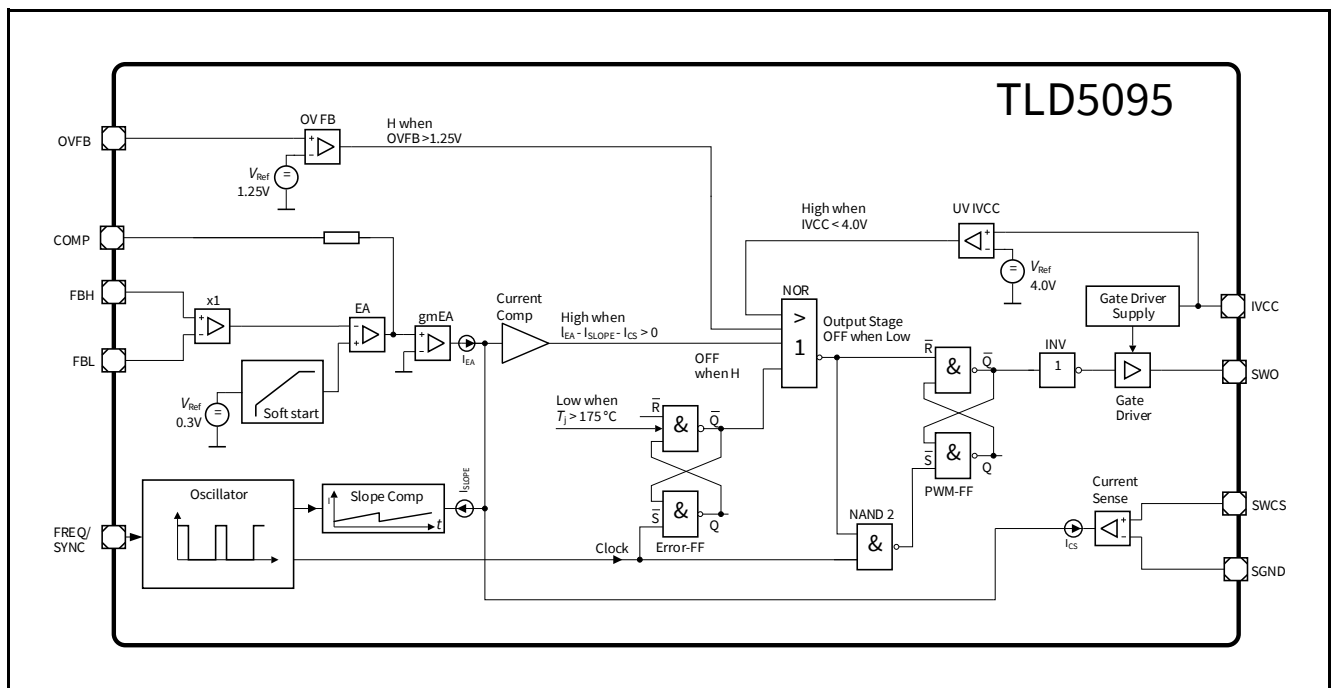 TLD5095
OV FB
H when
OVFB >1.25V
OVFB
+
−
=
VRef
1.25V
COMP
High when
IVCC < 4.0V
UV IVCC
+
−
=
VRef
4.0V
FBH
x1
+
−
FBL
EA
−
+
gmEA
+
−
IEA
Current
Comp
High when
IEA - ISLOPE - ICS > 0
NOR
>
1
Output Stage
OFF when Low
OFF
when H
Gate Driver
Supply
IVCC
VRef
0.3V
=
Soft start
Low when
Tj > 175 °C
R
&
Q
S
&
Q
Error-FF
R
&
Q
S
&
Q
PWM-FF
INV
1
Gate
Driver
SWO
Oscillator
FREQ/
SYNC
I
Slope Comp
t
ISLOPE
Clock
NAND 2
&
Current
Sense
+
−
ICS
SWCS
SGND